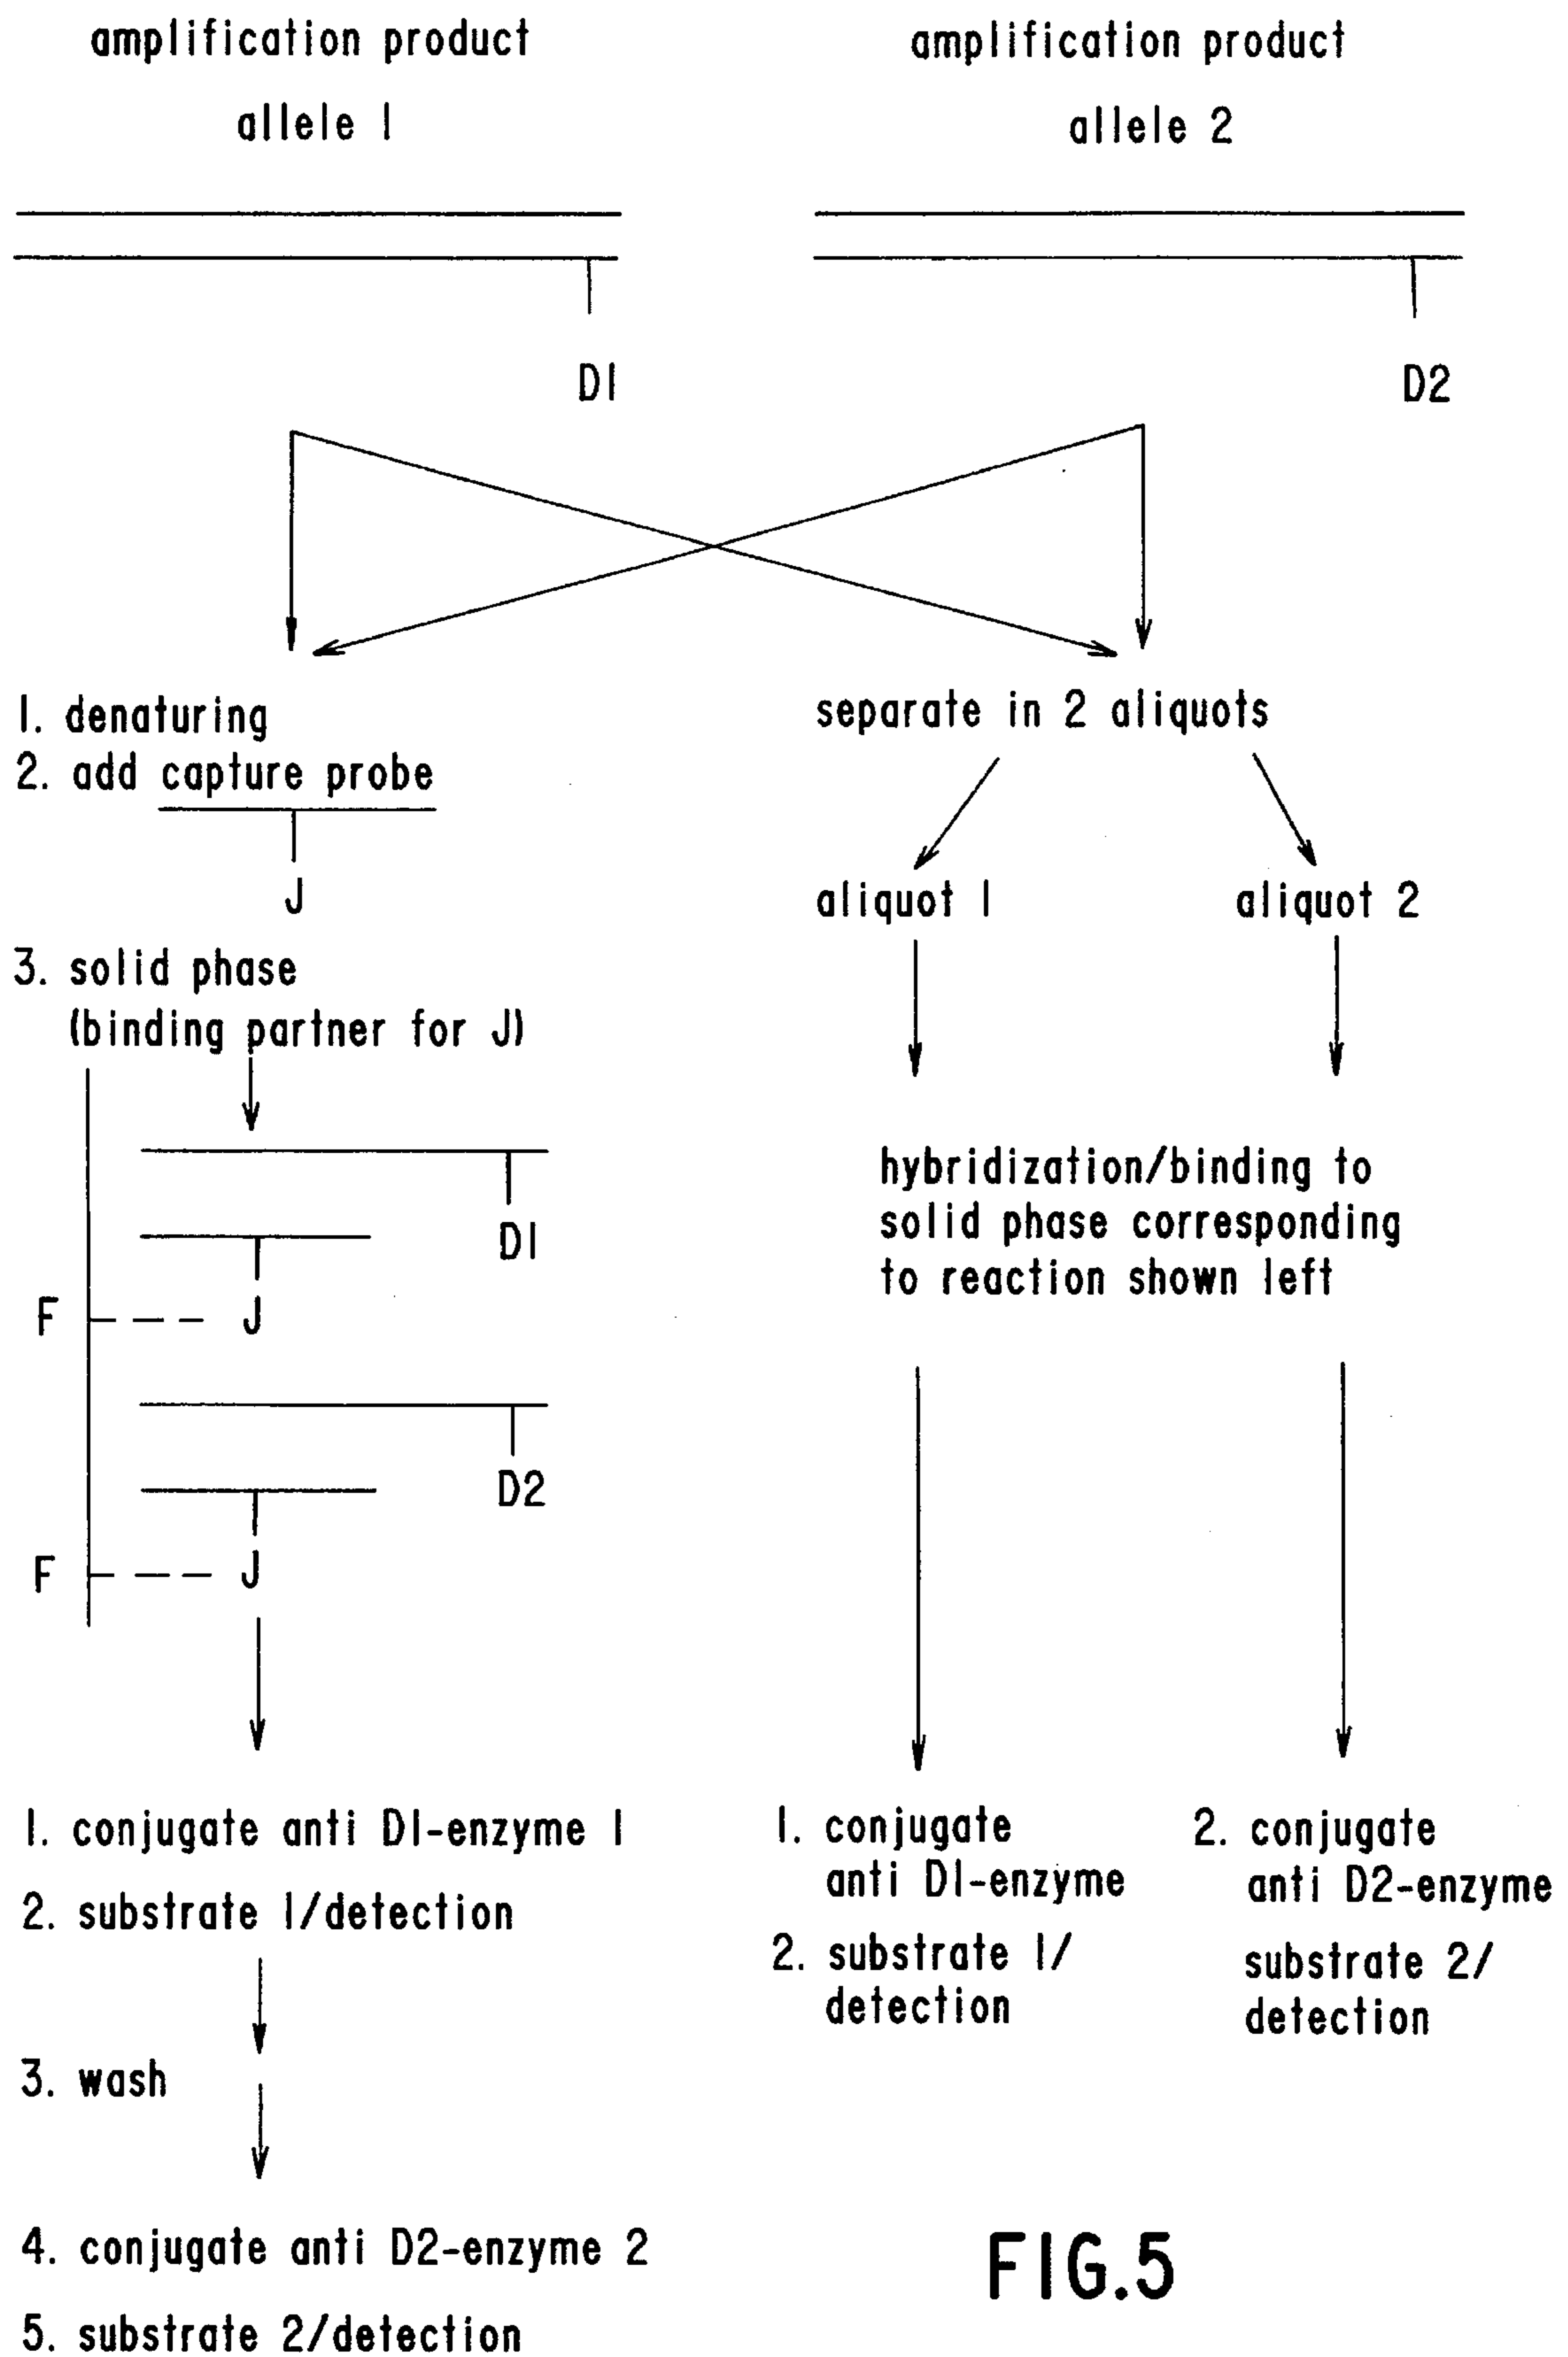 amplification product
allele 1
amplification product
allele 2
D1
D2
1. denaturing
2. add capture probe
J
3. solid phase
(binding partner for J)
D1
F
J
D2
F
J
1. conjugate anti D1-enzyme 1
2. substrate 1/detection
3. wash
4. conjugate anti D2-enzyme 2
5. substrate 2/detection
separate in 2 aliquots
aliquot 1
aliquot 2
hybridization/binding to
solid phase corresponding
to reaction shown left
1. conjugate
anti D1-enzyme
2. substrate 1/
detection
2. conjugate
anti D2-enzyme
substrate 2/
detection
FIG.5